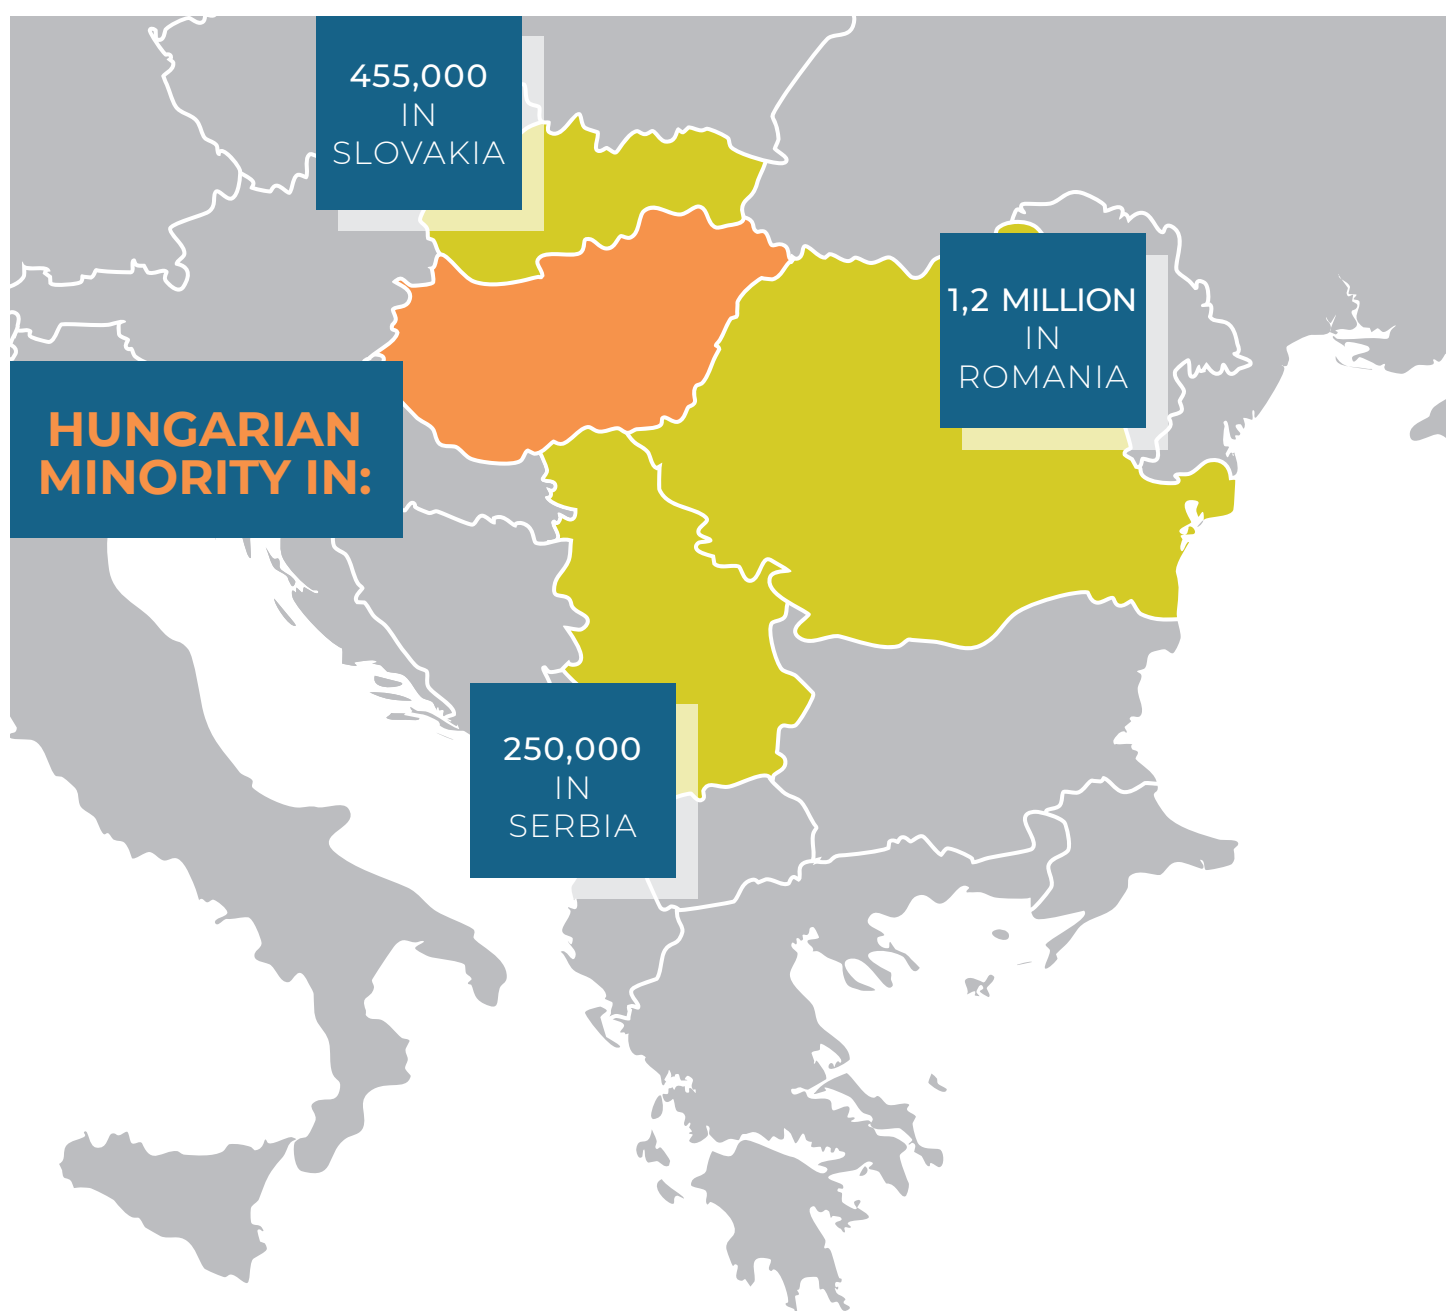 455,000
IN
SLOVAKIA
1,2 MILLION
IN
ROMANIA
HUNGARIAN
MINORITY IN:
250,000
IN
SERBIA